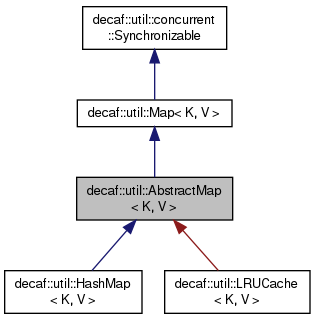 decaf::util::concurrent
::Synchronizable
decaf::util::Map< K, V >
decaf::util::AbstractMap
< K, V >
decaf::util::HashMap
< K, V >
decaf::util::LRUCache
< K, V >